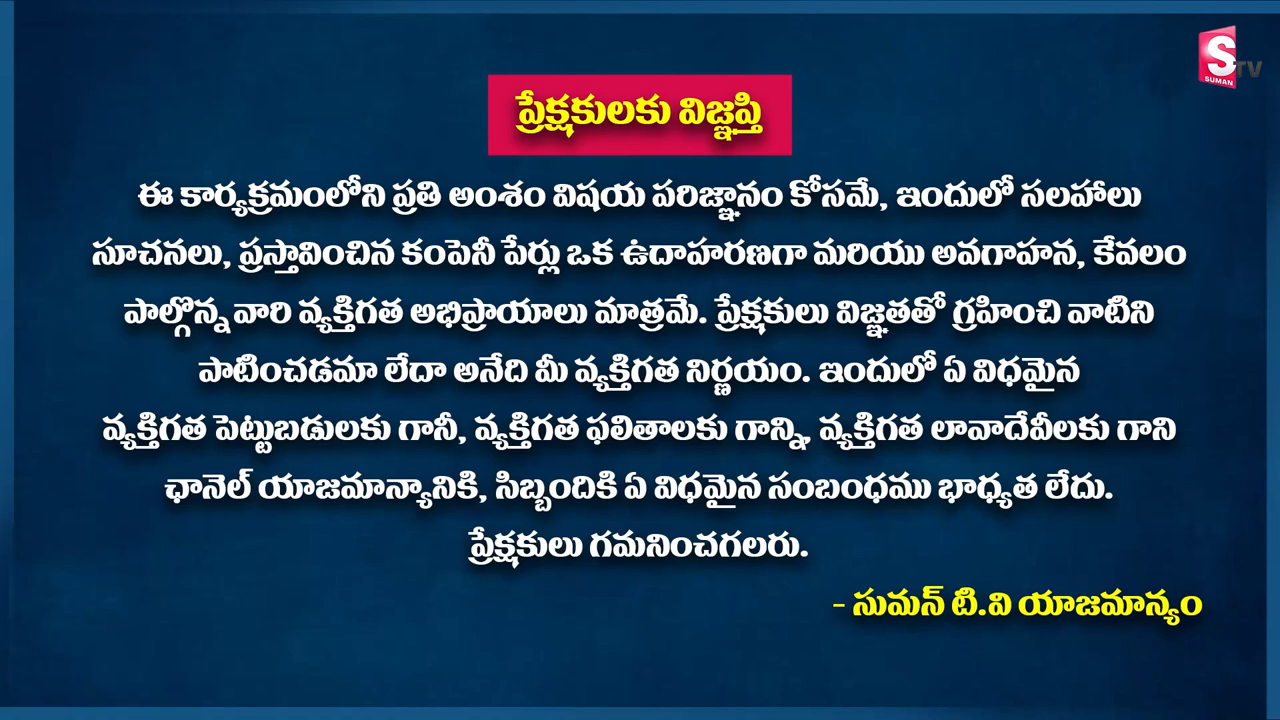 S
SUMAN
TV
ప్రేక్షకులకు విజ్ఞప్తి
ఈ కార్యక్రమంలోని ప్రతి అంశం విషయ పరిజ్ఞానం కోసమే, ఇందులో సలహాలు
సూచనలు, ప్రస్తావించిన కంపెనీ పేర్లు ఒక ఉదాహరణగా మరియు అవగాహన, కేవలం
పాల్గొన్న వారి వ్యక్తిగత అభిప్రాయాలు మాత్రమే. ప్రేక్షకులు విజ్ఞతతో గ్రహించి వాటిని
పాటించడమా లేదా అనేది మీ వ్యక్తిగత నిర్ణయం. ఇందులో ఏ విధమైన
వ్యక్తిగత పెట్టుబడులకు గానీ, వ్యక్తిగత ఫలితాలకు గాన్ని, వ్యక్తిగత లావాదేవీలకు గాని
ఛానెల్ యాజమాన్యానికి, సిబ్బందికి ఏ విధమైన సంబంధము భాధ్యత లేదు.
ప్రేక్షకులు గమనించగలరు.
- సుమన్ టి.వి యాజమాన్యం